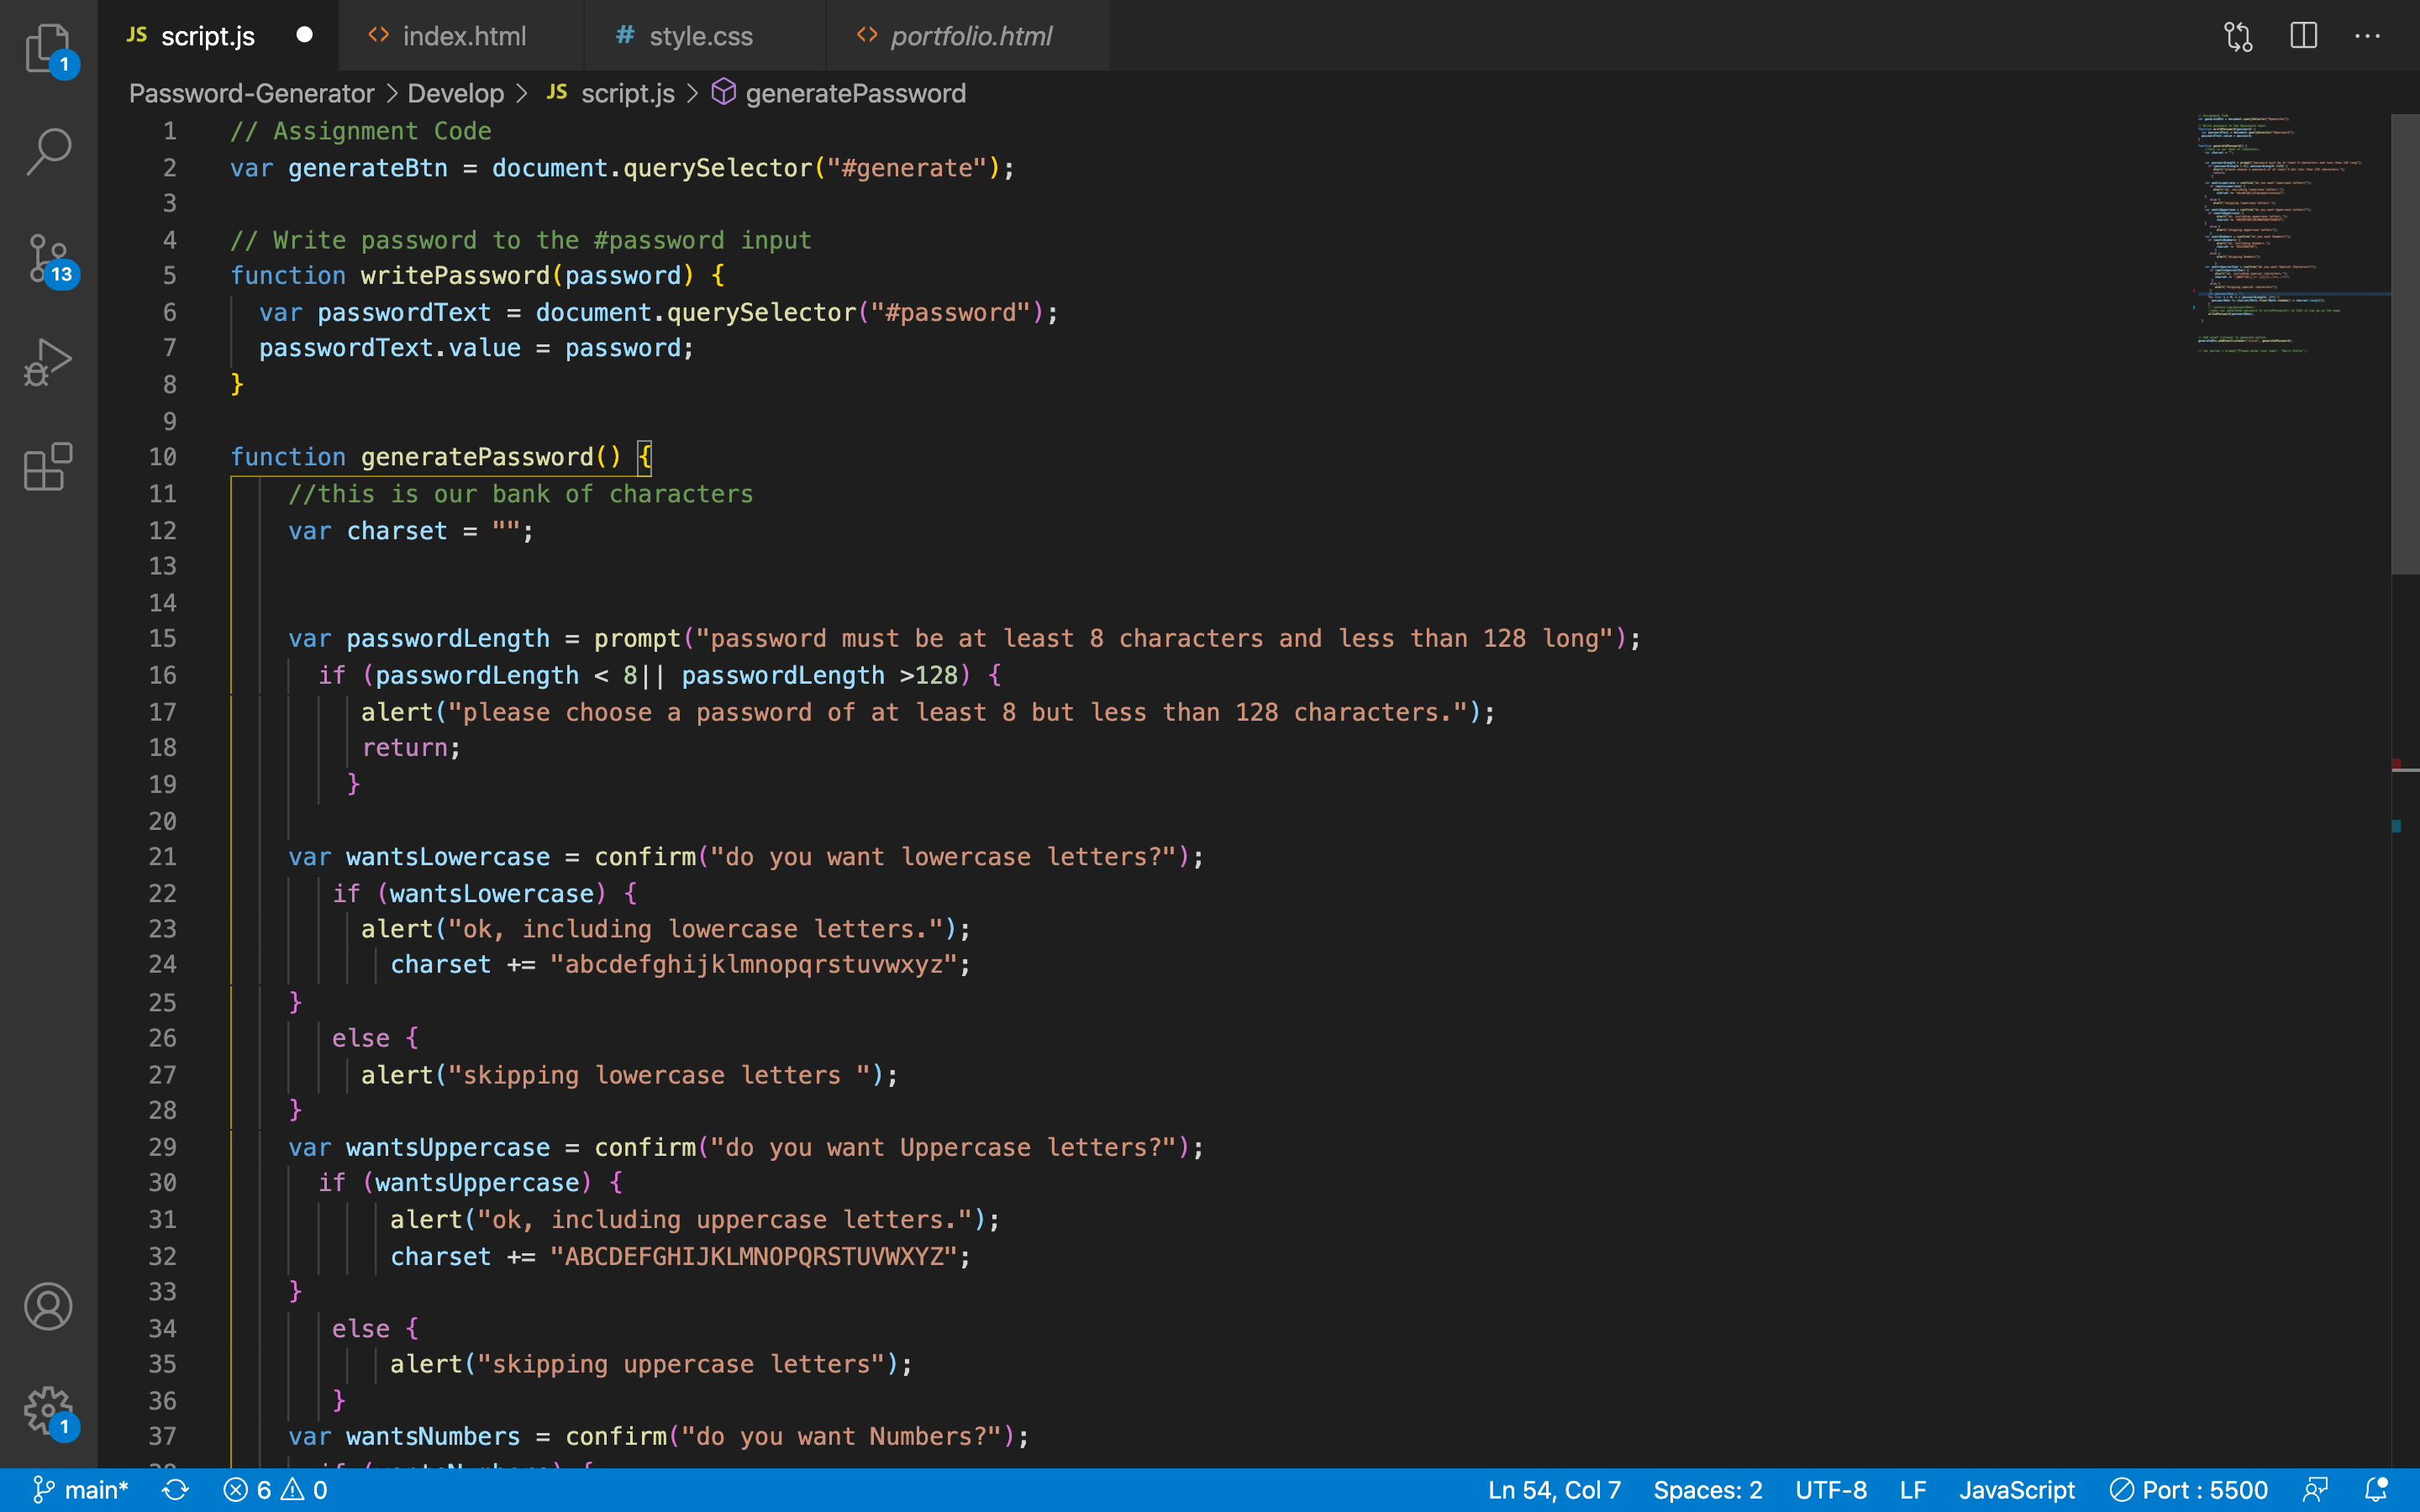 JS script.js ● <> index.html # style.css <> portfolio.html
1
Password-Generator > Develop > JS script.js > generatePassword
1 // Assignment Code
2 var generateBtn = document.querySelector("#generate");
3
4 // Write password to the #password input
5 function writePassword(password) {
6 var passwordText = document.querySelector("#password");
7 passwordText.value = password;
8 }
9
10 function generatePassword() {
11 //this is our bank of characters
12 var charset = "";
13
14
15 var passwordLength = prompt("password must be at least 8 characters and less than 128 long");
16 if (passwordLength < 8|| passwordLength >128) {
17 alert("please choose a password of at least 8 but less than 128 characters.");
18 return;
19 }
20
21 var wantsLowercase = confirm("do you want lowercase letters?");
22 if (wantsLowercase) {
23 alert("ok, including lowercase letters.");
24 charset += "abcdefghijklmnopqrstuvwxyz";
25 }
26 else {
27 alert("skipping lowercase letters ");
28 }
29 var wantsUppercase = confirm("do you want Uppercase letters?");
30 if (wantsUppercase) {
31 alert("ok, including uppercase letters.");
32 charset += "ABCDEFGHIJKLMNOPQRSTUVWXYZ";
33 }
34 else {
35 alert("skipping uppercase letters");
36 }
37 var wantsNumbers = confirm("do you want Numbers?");
13
1
main* 6 0 Ln 54, Col 7 Spaces: 2 UTF-8 LF JavaScript Port : 5500